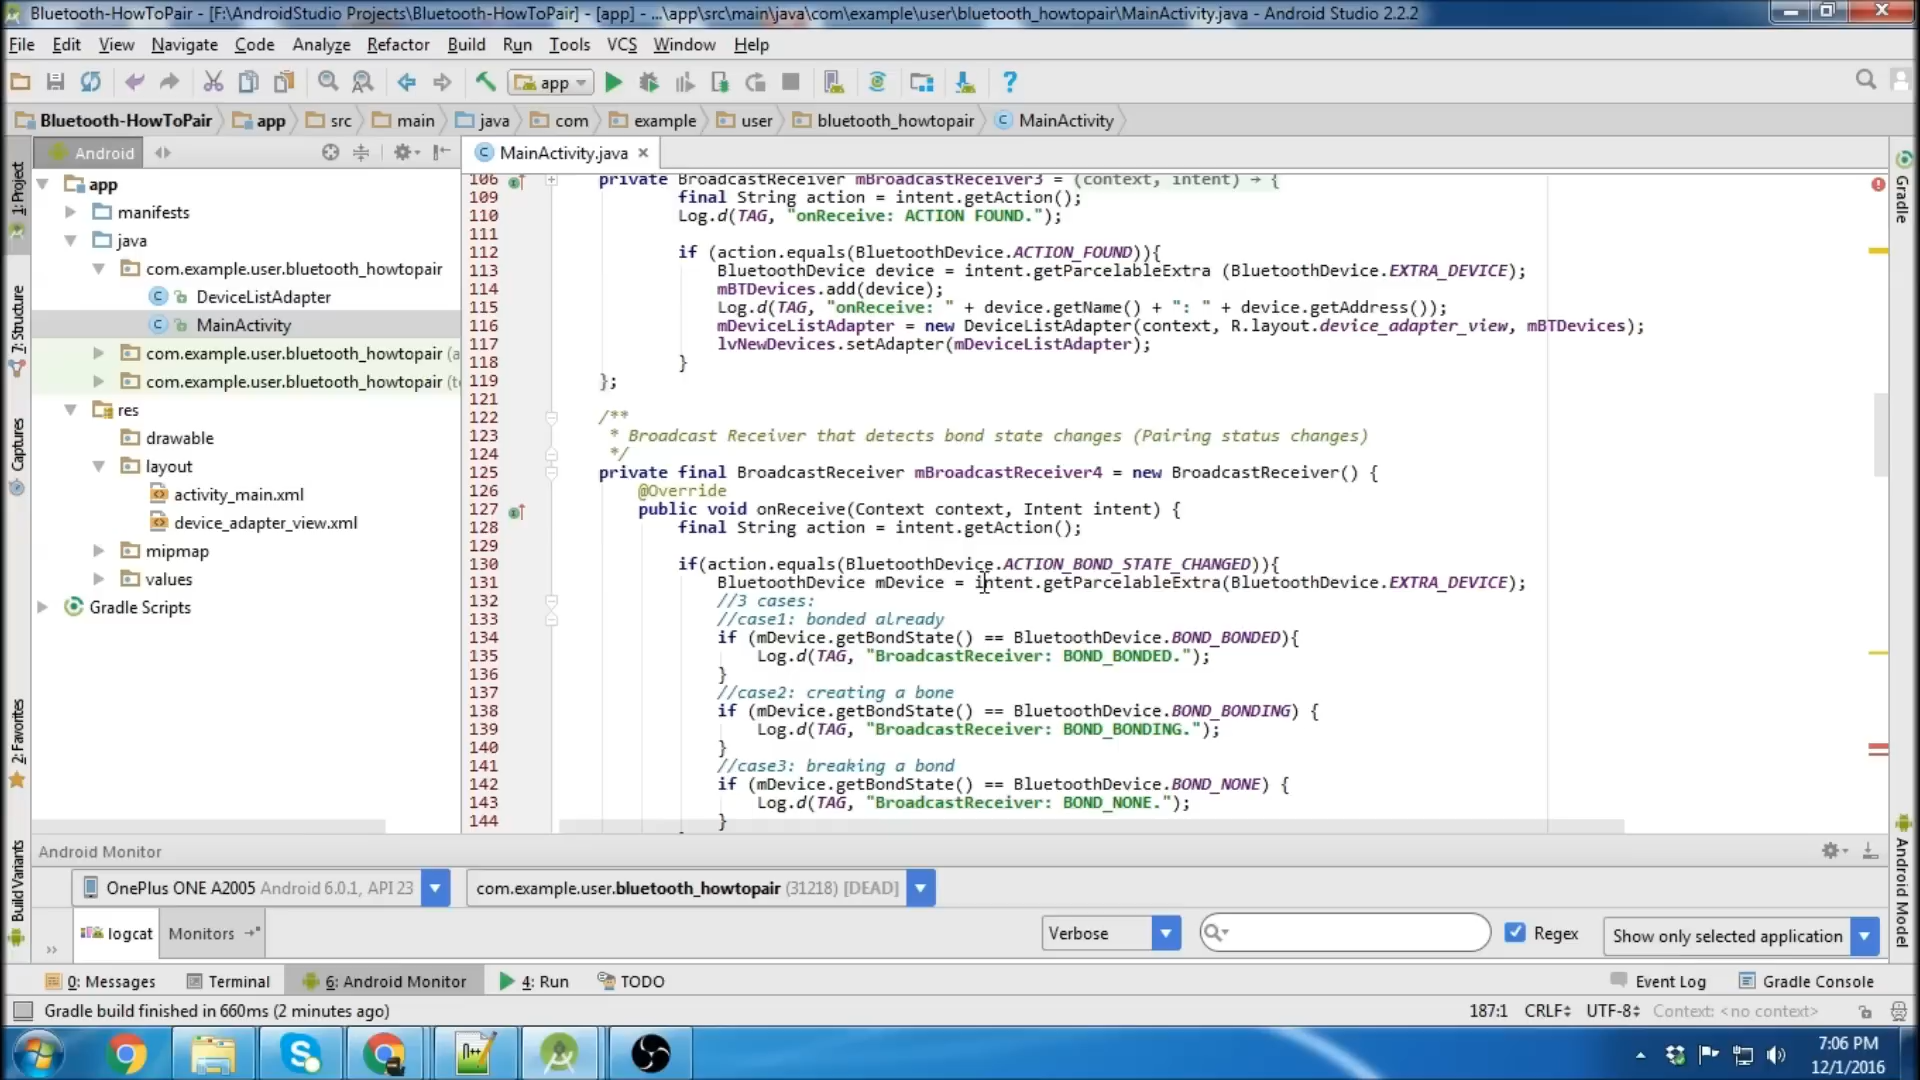 Bluetooth-HowToPair - [F:\AndroidStudio Projects\Bluetooth-HowToPair] - [app] - ...\app\src\main\java\com\example\user\bluetooth_howtopair\MainActivity.java - Android Studio 2.2.2
File Edit View Navigate Code Analyze Refactor Build Run Tools VCS Window Help
app
Bluetooth-HowToPair app src main java com example user bluetooth_howtopair MainActivity
Android
MainActivity.java
1: Project
7: Structure
Captures
2: Favorites
Build Variants
app
manifests
java
com.example.user.bluetooth_howtopair
DeviceListAdapter
MainActivity
com.example.user.bluetooth_howtopair (a
com.example.user.bluetooth_howtopair (t
res
drawable
layout
activity_main.xml
device_adapter_view.xml
mipmap
values
Gradle Scripts
106 private BroadcastReceiver mBroadcastReceiver3 = (context, intent) → {
109 final String action = intent.getAction();
110 Log.d(TAG, "onReceive: ACTION FOUND.");
111
112 if (action.equals(BluetoothDevice.ACTION_FOUND)){
113 BluetoothDevice device = intent.getParcelableExtra (BluetoothDevice.EXTRA_DEVICE);
114 mBTDevices.add(device);
115 Log.d(TAG, "onReceive: " + device.getName() + ": " + device.getAddress());
116 mDeviceListAdapter = new DeviceListAdapter(context, R.layout.device_adapter_view, mBTDevices);
117 lvNewDevices.setAdapter(mDeviceListAdapter);
118 }
119 };
121
122 /**
123 * Broadcast Receiver that detects bond state changes (Pairing status changes)
124 */
125 private final BroadcastReceiver mBroadcastReceiver4 = new BroadcastReceiver() {
126 @Override
127 public void onReceive(Context context, Intent intent) {
128 final String action = intent.getAction();
129
130 if(action.equals(BluetoothDevice.ACTION_BOND_STATE_CHANGED)){
131 BluetoothDevice mDevice = intent.getParcelableExtra(BluetoothDevice.EXTRA_DEVICE);
132 //3 cases:
133 //case1: bonded already
134 if (mDevice.getBondState() == BluetoothDevice.BOND_BONDED){
135 Log.d(TAG, "BroadcastReceiver: BOND_BONDED.");
136 }
137 //case2: creating a bone
138 if (mDevice.getBondState() == BluetoothDevice.BOND_BONDING) {
139 Log.d(TAG, "BroadcastReceiver: BOND_BONDING.");
140 }
141 //case3: breaking a bond
142 if (mDevice.getBondState() == BluetoothDevice.BOND_NONE) {
143 Log.d(TAG, "BroadcastReceiver: BOND_NONE.");
144 }
Gradle
Android Model
Android Monitor
OnePlus ONE A2005 Android 6.0.1, API 23
com.example.user.bluetooth_howtopair (31218) [DEAD]
logcat Monitors
Verbose
Regex
Show only selected application
0: Messages Terminal 6: Android Monitor 4: Run TODO Event Log Gradle Console
Gradle build finished in 660ms (2 minutes ago) 187:1 CRLF UTF-8 Context: <no context>
7:06 PM
12/1/2016